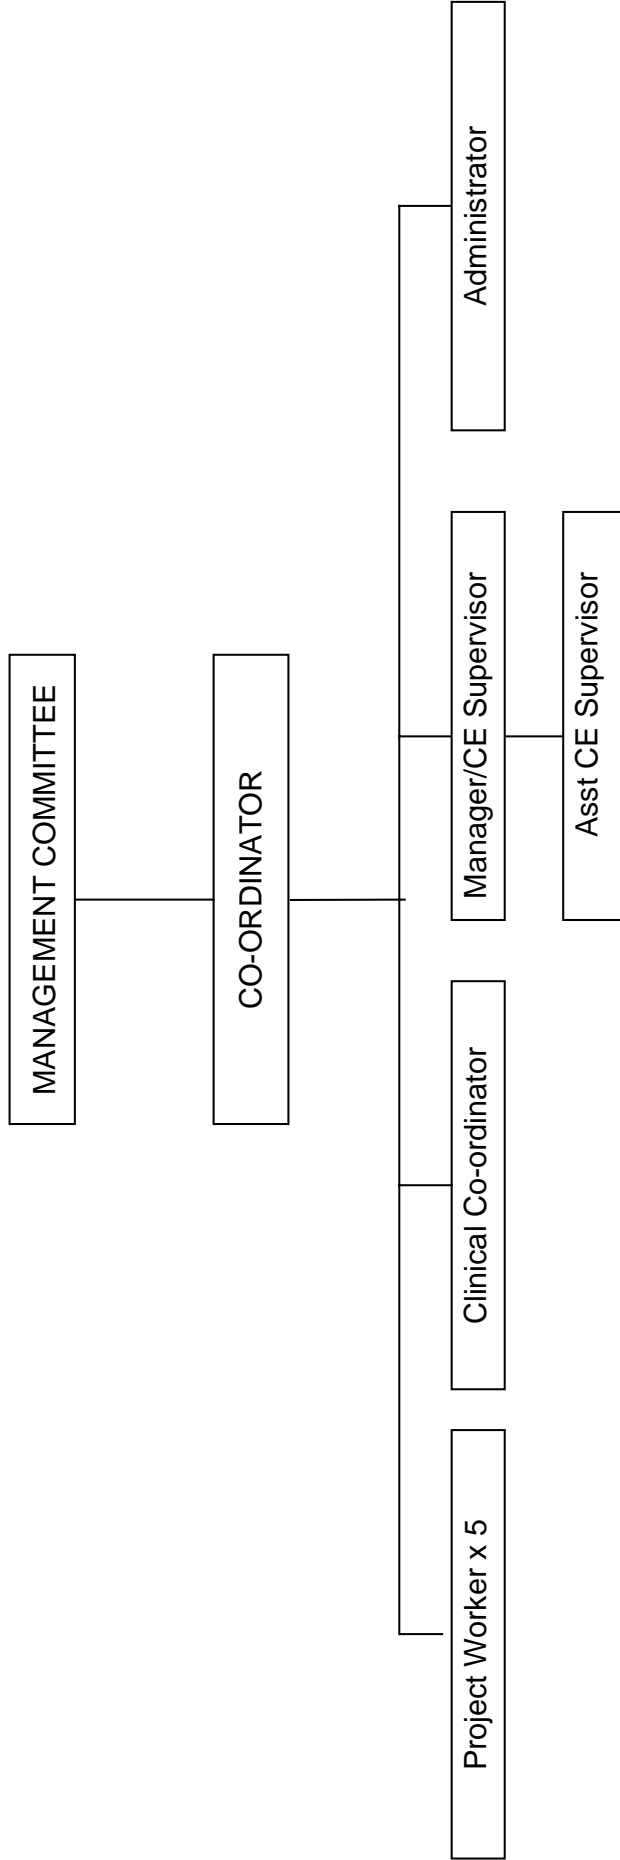 MANAGEMENT COMMITTEE
CO-ORDINATOR
Project Worker x 5
Clinical Co-ordinator
Manager/CE Supervisor
Administrator
Asst CE Supervisor